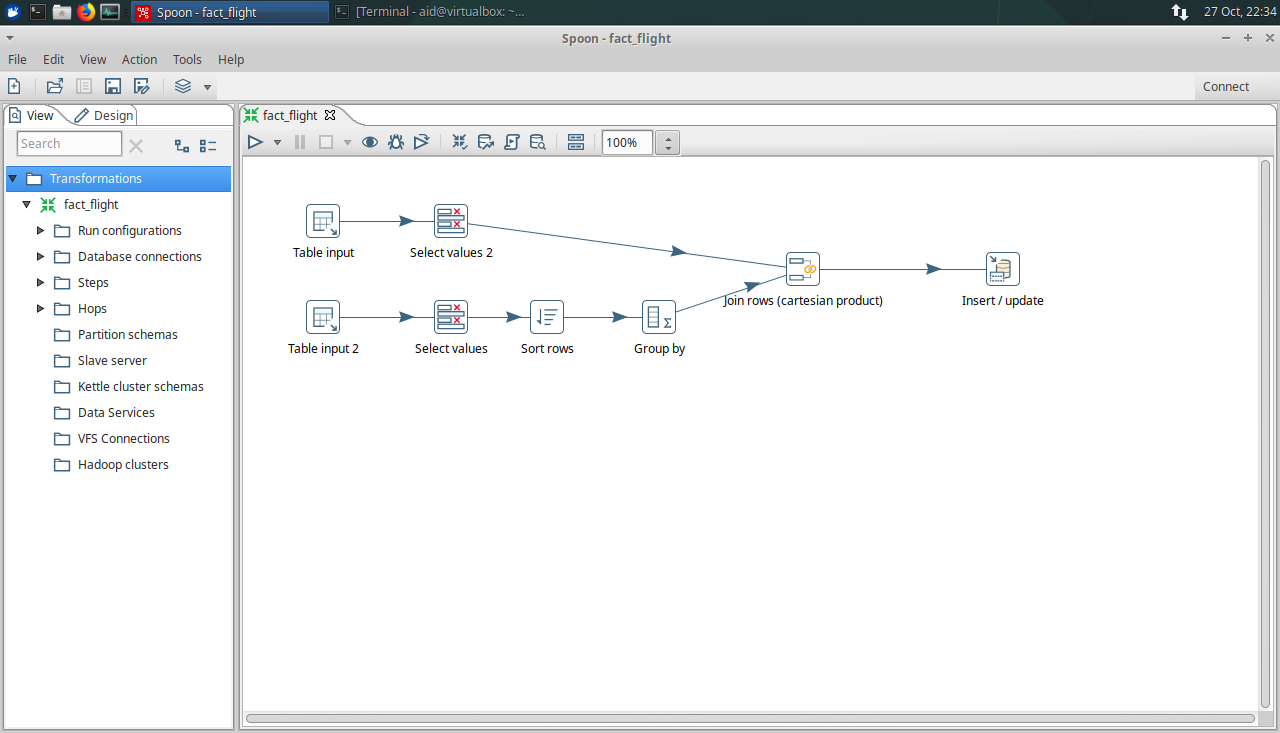 Spoon - fact_flight
[Terminal - aid@virtualbox: ~...
27 Oct, 22:34
Spoon - fact_flight
File Edit View Action Tools Help
Connect
View Design
fact_flight
Search
100%
Transformations
fact_flight
Run configurations
Database connections
Steps
Hops
Partition schemas
Slave server
Kettle cluster schemas
Data Services
VFS Connections
Hadoop clusters
Table input
Select values 2
Join rows (cartesian product)
Insert / update
Table input 2
Select values
Sort rows
Group by